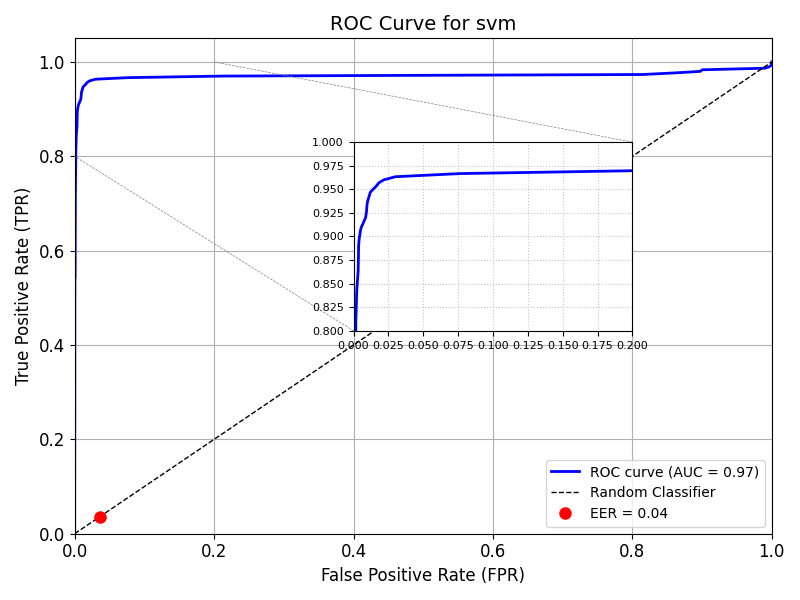 ROC Curve for svm
True Positive Rate (TPR)
1.0
0.8
0.6
0.4
0.2
0.0
1.000
0.975
0.950
0.925
0.900
0.875
0.850
0.825
0.800
0.000 0.025 0.050 0.075 0.100 0.125 0.150 0.175 0.200
ROC curve (AUC = 0.97)
Random Classifier
EER = 0.04
0.0 0.2 0.4 0.6 0.8 1.0
False Positive Rate (FPR)